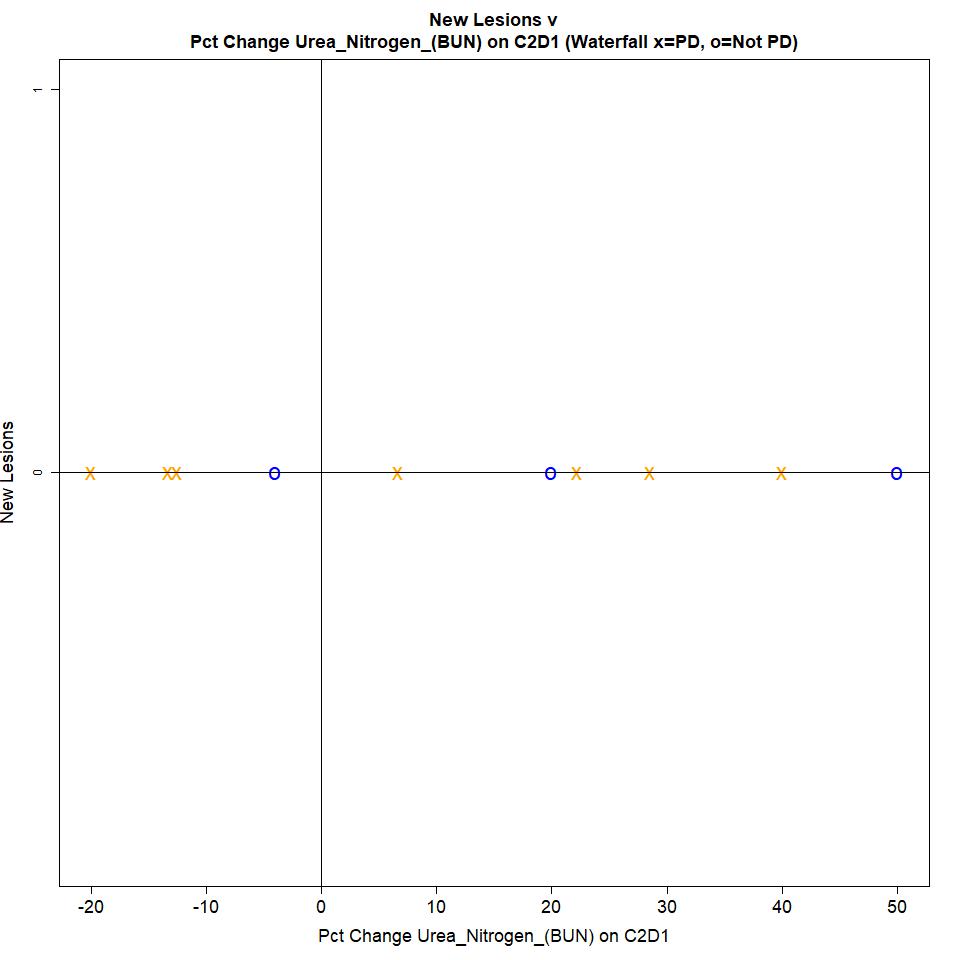 New Lesions v
Pct Change Urea_Nitrogen_(BUN) on C2D1 (Waterfall x=PD, o=Not PD)
1
0
New Lesions
x xx o x o x x x o
-20 -10 0 10 20 30 40 50
Pct Change Urea_Nitrogen_(BUN) on C2D1